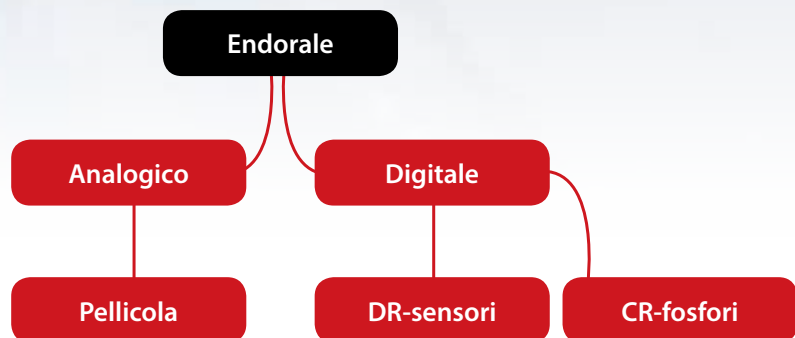 Endorale
Analogico
Digitale
Pellicola
DR-sensori
CR-fosfori